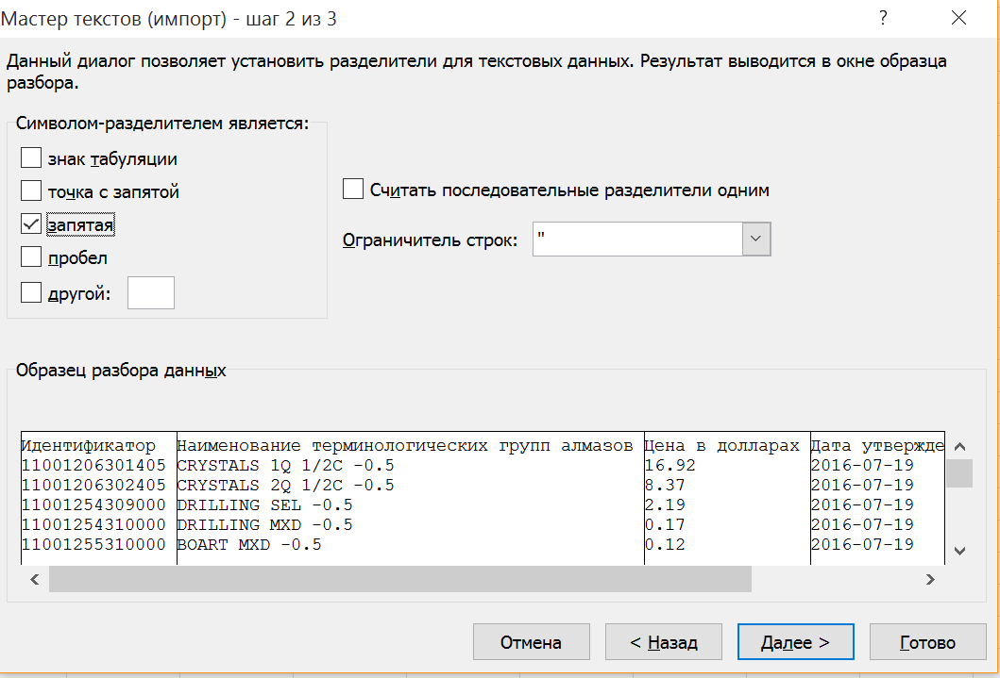 Мастер текстов (импорт) - шаг 2 из 3
?
Данный диалог позволяет установить разделители для текстовых данных. Результат выводится в окне образца
разбора.
Символом-разделителем является:
знак табуляции
точка с запятой
запятая
пробел
другой:
Считать последовательные разделители одним
Ограничитель строк: "
Образец разбора данных
Идентификатор Наименование терминологических групп алмазов Цена в долларах Дата утвержде
11001206301405 CRYSTALS 1Q 1/2C -0.5 16.92 2016-07-19
11001206302405 CRYSTALS 2Q 1/2C -0.5 8.37 2016-07-19
11001254309000 DRILLING SEL -0.5 2.19 2016-07-19
11001254310000 DRILLING MXD -0.5 0.17 2016-07-19
11001255310000 BOART MXD -0.5 0.12 2016-07-19
Отмена < Назад Далее > Готово